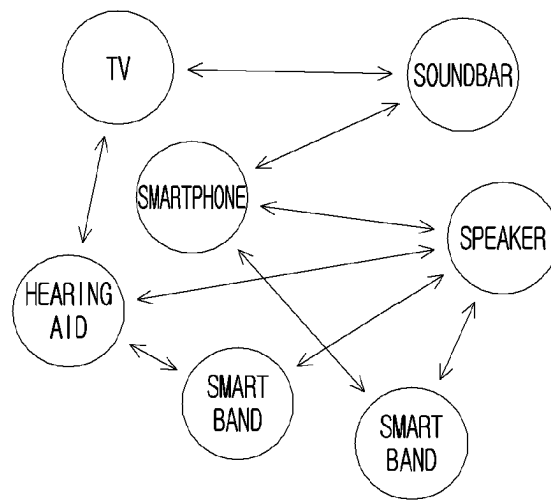 TV
SOUNDBAR
SMARTPHONE
SPEAKER
HEARING
AID
SMART
BAND
SMART
BAND